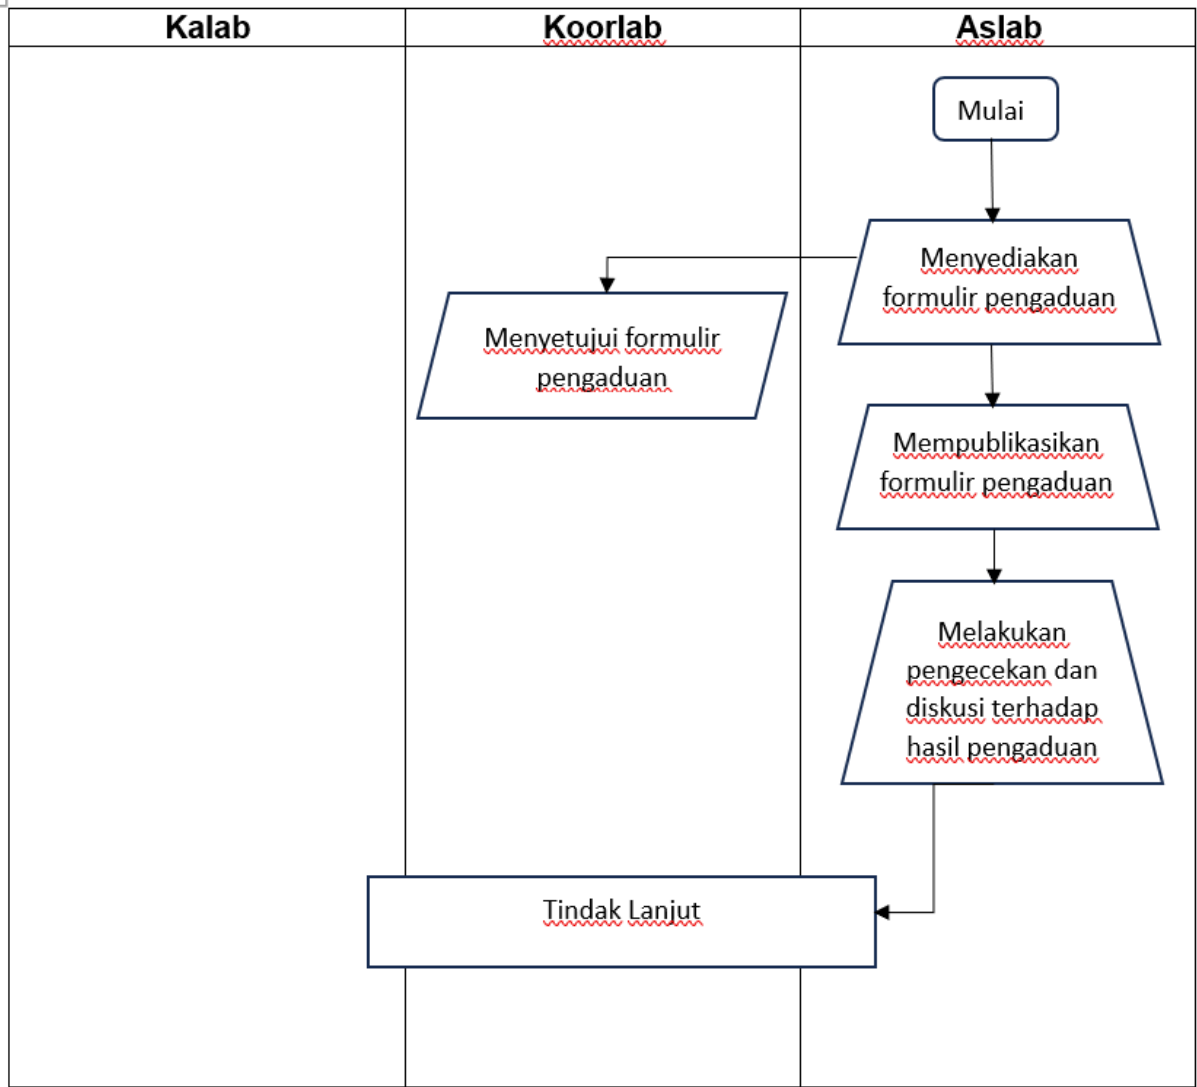 Kalab
Koorlab
Aslab
Mulai
Menyediakan
formulir pengaduan
Menyetujui formulir
pengaduan
Mempublikasikan
formulir pengaduan
Melakukan
pengecekan dan
diskusi terhadap
hasil pengaduan
Tindak Lanjut